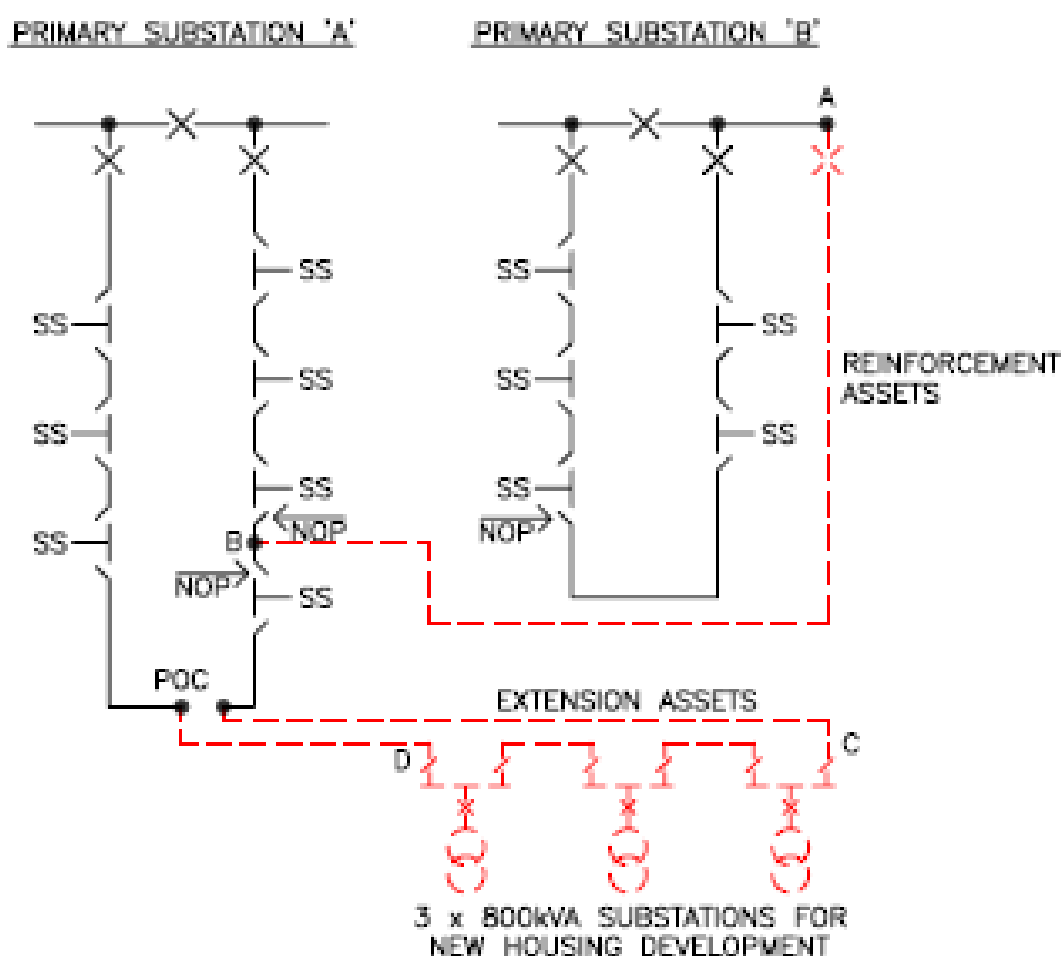 PRIMARY SUBSTATION 'A'
PRIMARY SUBSTATION 'B'
A
SS
SS
SS
SS
REINFORCEMENT
ASSETS
SS
SS
SS
SS
SS
SS
NOP
NOP
SS
B
NOP
SS
POC
EXTENSION ASSETS
D
C
3 x 800kVA SUBSTATIONS FOR
NEW HOUSING DEVELOPMENT